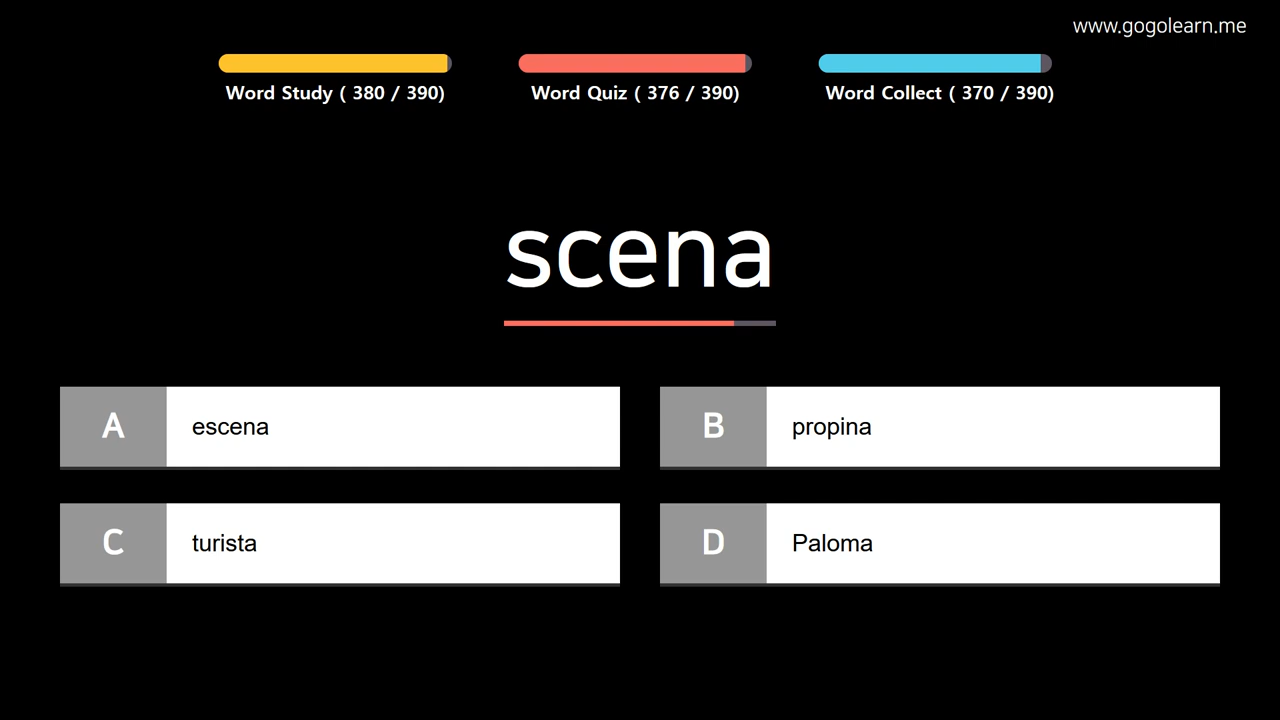 www.gogolearn.me
Word Study ( 380 / 390)
Word Quiz ( 376 / 390)
Word Collect ( 370 / 390)
scena
A escena
B propina
C turista
D Paloma